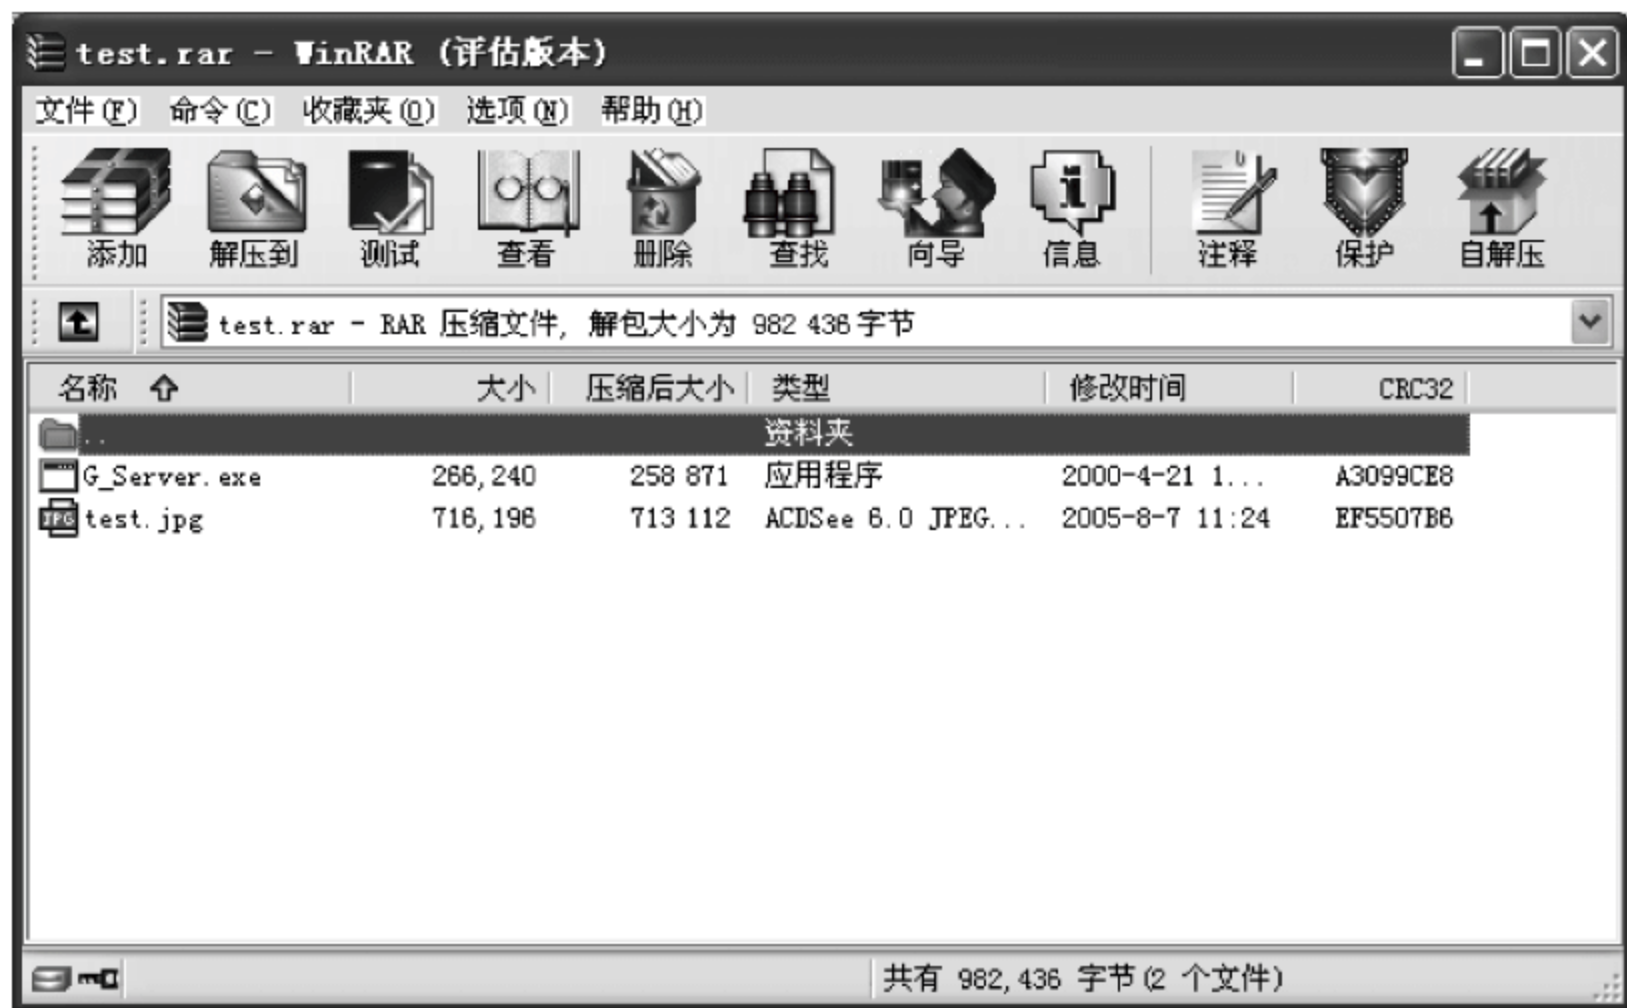 test.rar - WinRAR (评估版本)
文件(F) 命令(C) 收藏夹(O) 选项(N) 帮助(H)
添加 解压到 测试 查看 删除 查找 向导 信息 注释 保护 自解压
test.rar - RAR 压缩文件, 解包大小为 982 436 字节
名称 大小 压缩后大小 类型 修改时间 CRC32
.. 资料夹
G_Server.exe 266,240 258 871 应用程序 2000-4-21 1... A3099CE8
test.jpg 716,196 713 112 ACDSee 6.0 JPEG... 2005-8-7 11:24 EF5507B6
共有 982,436 字节(2 个文件)